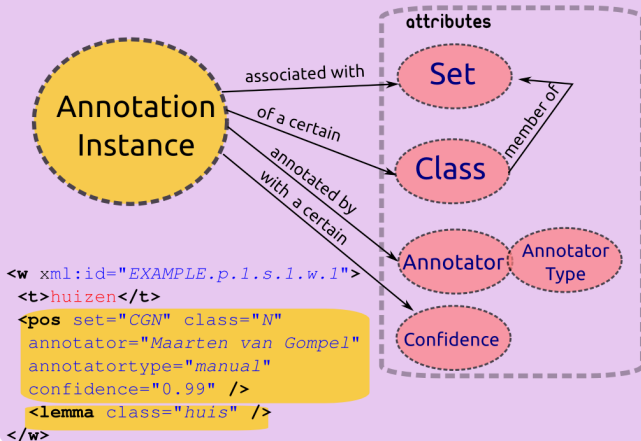 attributes
Annotation
Instance
associated with
of a certain
annotated by
with a certain
Set
member of
Class
Annotator
Annotator
Type
Confidence
<w xml:id="EXAMPLE.p.1.s.1.w.1">
<t>huizen</t>
<pos set="CGN" class="N"
annotator="Maarten van Gompel"
annotatortype="manual"
confidence="0.99" />
<lemma class="huis" />
</w>